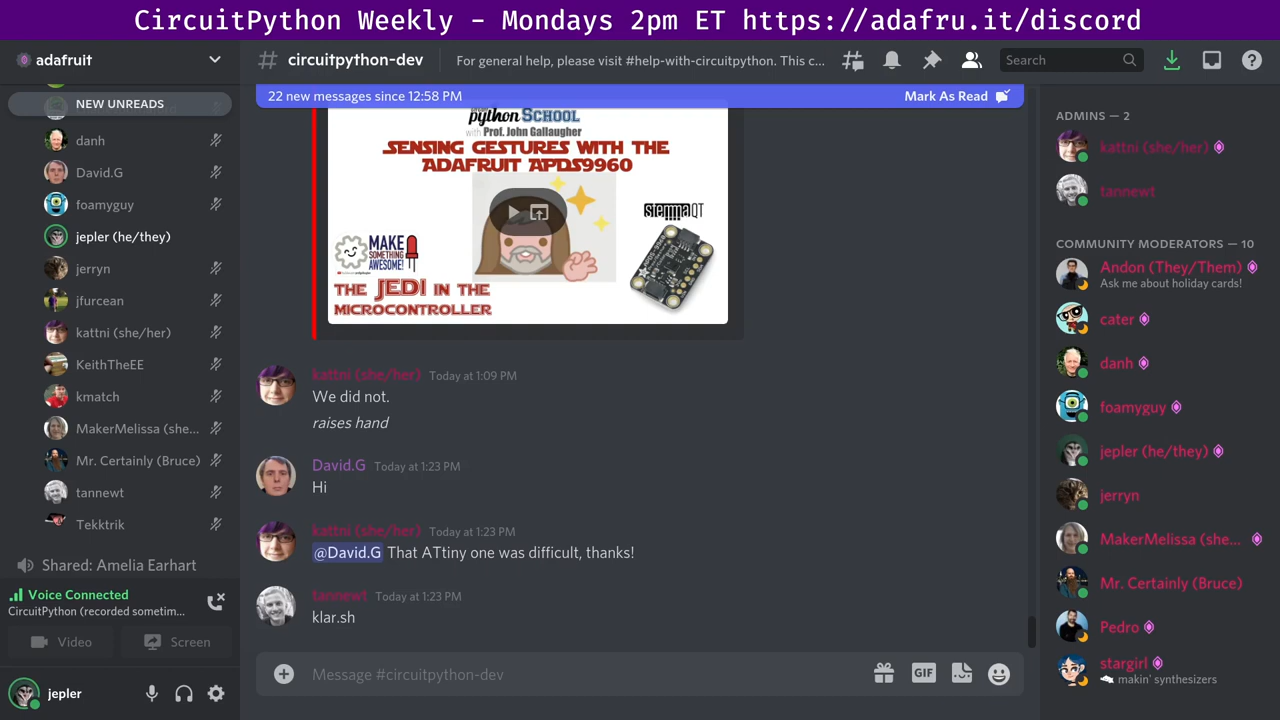 CircuitPython Weekly - Mondays 2pm ET https://adafru.it/discord
adafruit
NEW UNREADS
danh
David.G
foamyguy
jepler (he/they)
jerryn
jfurcean
kattni (she/her)
KeithTheEE
kmatch
MakerMelissa (she...
Mr. Certainly (Bruce)
tannewt
Tekktrik
Shared: Amelia Earhart
Voice Connected
CircuitPython (recorded sometim...
Video
Screen
jepler
# circuitpython-dev
For general help, please visit #help-with-circuitpython. This c...
Search
22 new messages since 12:58 PM
Mark As Read
python SCHOOL
with Prof. John Gallaugher
SENSING GESTURES WITH THE
ADAFRUIT APDS9960
STEMMA QT
MAKE
SOMETHING
AWESOME!
THE JEDI IN THE
MICROCONTROLLER
kattni (she/her) Today at 1:09 PM
We did not.
raises hand
David.G Today at 1:23 PM
Hi
kattni (she/her) Today at 1:23 PM
@David.G That ATtiny one was difficult, thanks!
tannewt Today at 1:23 PM
klar.sh
Message #circuitpython-dev
GIF
ADMINS — 2
kattni (she/her)
tannewt
COMMUNITY MODERATORS — 10
Andon (They/Them)
Ask me about holiday cards!
cater
danh
foamyguy
jepler (he/they)
jerryn
MakerMelissa (she...
Mr. Certainly (Bruce)
Pedro
stargirl
makin' synthesizers